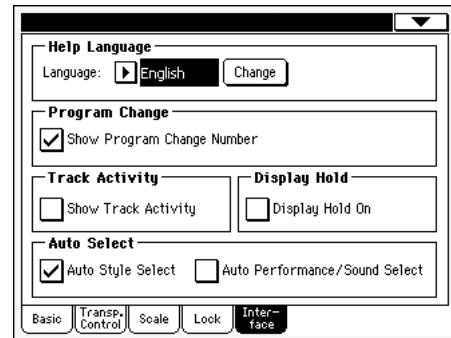 Help Language
Language: English Change
Program Change
Show Program Change Number
Track Activity
Show Track Activity
Display Hold
Display Hold On
Auto Select
Auto Style Select Auto Performance/Sound Select
Basic
Transp.
Control
Scale
Lock
Inter-
face